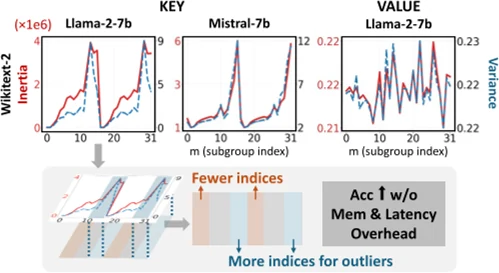 KEY
VALUE
Llama-2-7b
Mistral-7b
Llama-2-7b
(×1e6)
Wikitext-2
Inertia
Variance
4
2
0
9
5
0
0 10 20 31
6
3
1
12
7
2
0 10 20 31
m (subgroup index)
0.22
0.22
0.21
0.23
0.22
0.22
0 10 20 31
m (subgroup index)
Fewer indices
More indices for outliers
Acc ↑ w/o
Mem & Latency
Overhead